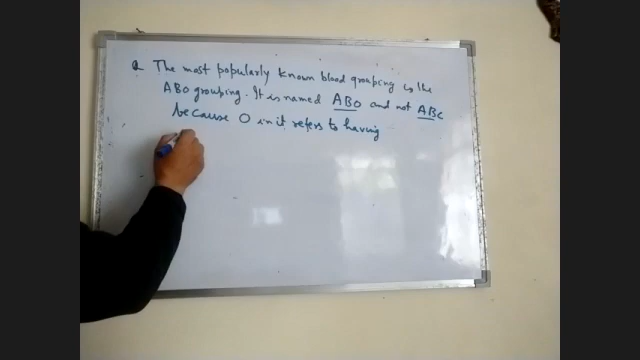 Q The most popularly known blood grouping is the
ABO grouping. It is named ABO and not ABC
because O in it refers to having